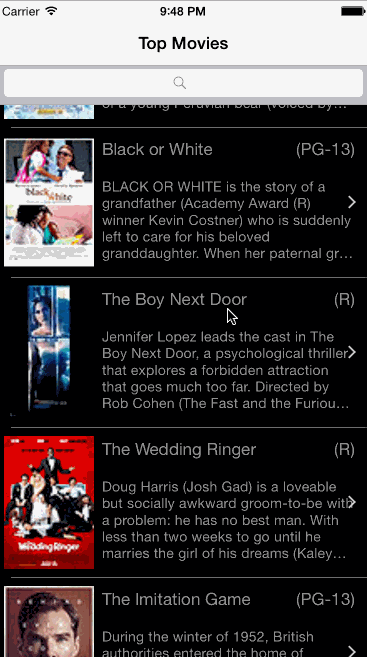 Carrier 9:48 PM
Top Movies
of a young Peruvian bear (voiced by…
Black or White (PG-13)
BLACK OR WHITE is the story of a
grandfather (Academy Award (R)
winner Kevin Costner) who is suddenly
left to care for his beloved
granddaughter. When her paternal gr…
black
white
The Boy Next Door (R)
Jennifer Lopez leads the cast in The
Boy Next Door, a psychological thriller
that explores a forbidden attraction
that goes much too far. Directed by
Rob Cohen (The Fast and the Furiou…
The Wedding Ringer (R)
Doug Harris (Josh Gad) is a loveable
but socially awkward groom-to-be with
a problem: he has no best man. With
less than two weeks to go until he
marries the girl of his dreams (Kaley…
Wedding Ringer
The Imitation Game (PG-13)
During the winter of 1952, British
authorities entered the home of